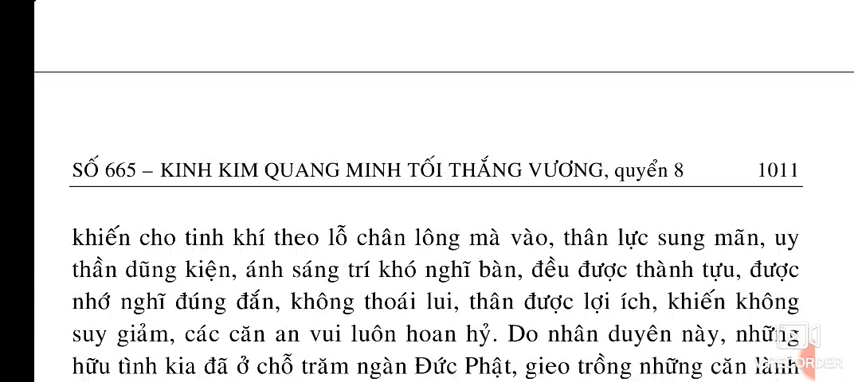 SỐ 665 – KINH KIM QUANG MINH TỐI THẮNG VƯƠNG, quyển 8 1011
khiến cho tinh khí theo lỗ chân lông mà vào, thân lực sung mãn, uy
thần dũng kiện, ánh sáng trí khó nghĩ bàn, đều được thành tựu, được
nhớ nghĩ đúng đắn, không thoái lui, thân được lợi ích, khiến không
suy giảm, các căn an vui luôn hoan hỷ. Do nhân duyên này, những
hữu tình kia đã ở chỗ trăm ngàn Đức Phật, gieo trồng những căn lành